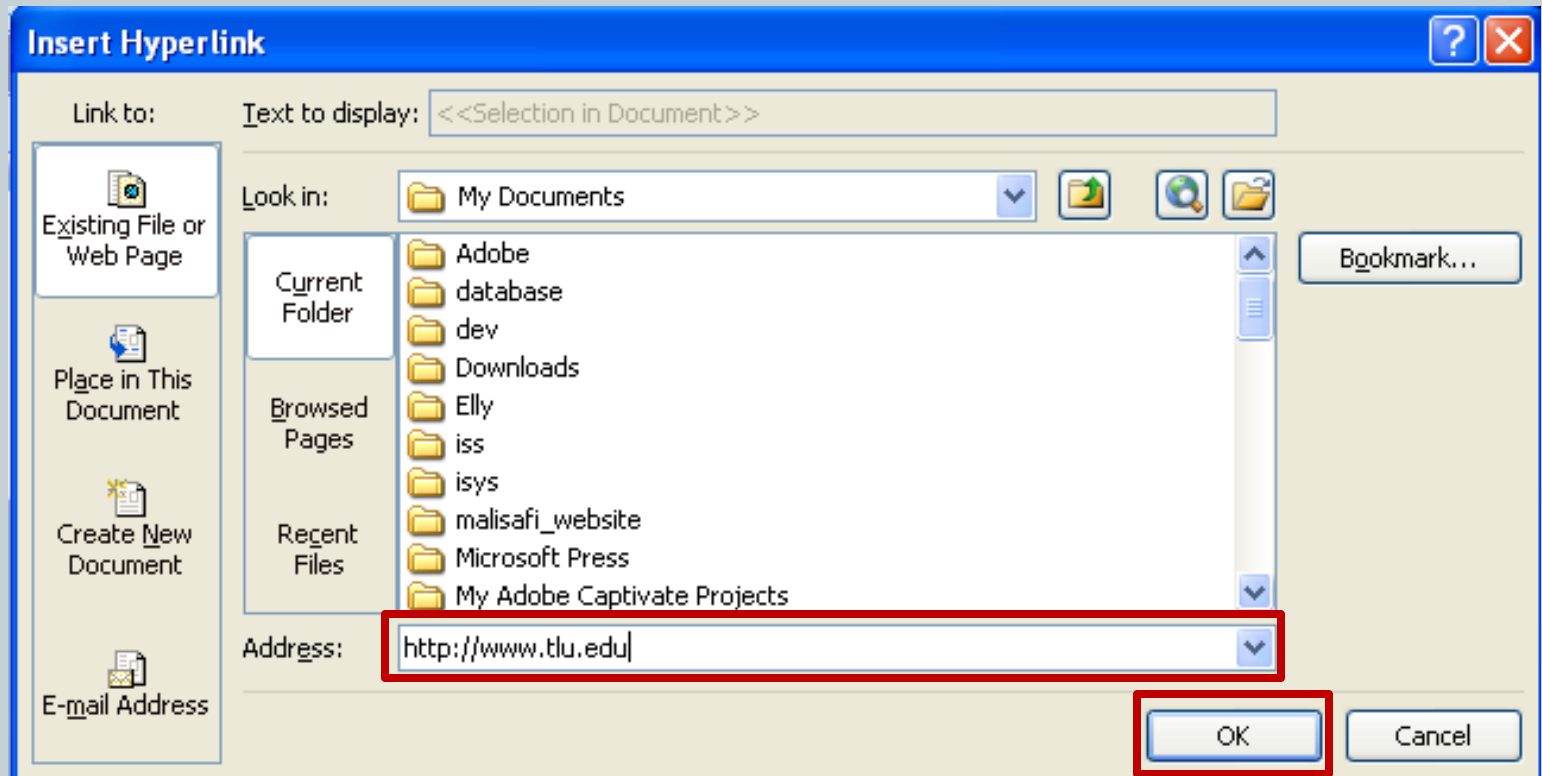 Insert Hyperlink
Link to:
Text to display: <<Selection in Document>>
Existing File or
Web Page
Place in This
Document
Create New
Document
E-mail Address
Look in: My Documents
Current
Folder
Browsed
Pages
Recent
Files
Adobe
database
dev
Downloads
Elly
iss
isys
malisafi_website
Microsoft Press
My Adobe Captivate Projects
Bookmark...
Address: http://www.tlu.edu
OK
Cancel